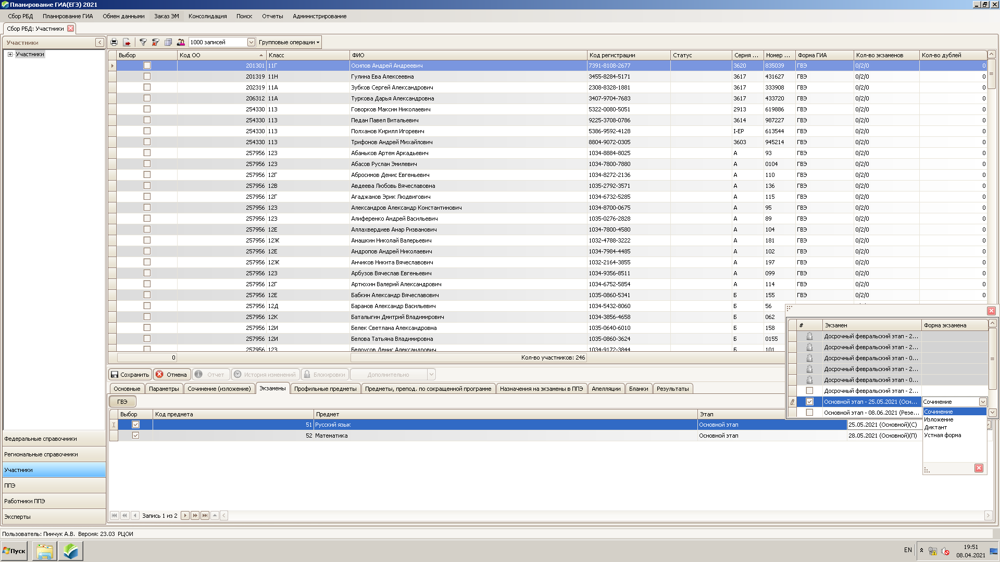 Планирование ГИА(ЕГЭ) 2021
Сбор РБД Планирование ГИА Обмен данными Заказ ЭМ Консолидация Поиск Отчеты Администрирование
Сбор РБД: Участники
Участники
1000 записей Групповые операции
Участники
Выбор Код ОО Класс ФИО Код регистрации Статус Серия ... Номер ... Форма ГИА Кол-во экзаменов Кол-во дублей
201301 11Г Осипов Андрей Андреевич 7391-8108-2677 3620 835039 ГВЭ 0/2/0 0
201319 11Н Гулина Ева Алексеевна 3455-8284-5171 3617 431627 ГВЭ 0/2/0 0
202319 11А Зубков Сергей Александрович 2308-8328-1881 3617 333908 ГВЭ 0/2/0 0
206312 11А Туркова Дарья Александровна 3407-9704-7683 3617 433720 ГВЭ 0/2/0 0
254330 11З Говорков Максим Николаевич 5322-0080-5051 2913 619886 ГВЭ 0/2/0 0
254330 11З Педан Павел Витальевич 9225-3708-0786 3614 987227 ГВЭ 0/2/0 0
254330 11З Полханов Кирилл Игоревич 5386-9592-4128 I-ЕР 613544 ГВЭ 0/2/0 0
254330 11З Трифонов Андрей Михайлович 8804-9072-0305 3603 945214 ГВЭ 0/2/0 0
257956 12З Абаньков Артем Аркадьевич 1034-8884-8025 А 93 ГВЭ 0/2/0 0
257956 12З Абасов Руслан Эмилевич 1034-7800-7880 А 0104 ГВЭ 0/2/0 0
257956 12Г Абросимов Денис Евгеньевич 1034-8272-2136 А 110 ГВЭ 0/2/0 0
257956 12В Авдеева Любовь Вячеславовна 1035-2792-3571 А 136 ГВЭ 0/2/0 0
257956 12Г Агаджанов Эрик Людвигович 1034-6732-5285 А 115 ГВЭ 0/2/0 0
257956 12З Александров Александр Константинович 1034-8700-0675 А 95 ГВЭ 0/2/0 0
257956 12З Алиференко Андрей Васильевич 1035-0276-2828 А 89 ГВЭ 0/2/0 0
257956 12Е Аллахвердиев Анар Ризванович 1034-7800-4580 А 104 ГВЭ 0/2/0 0
257956 12Ж Анашкин Николай Валерьевич 1032-4788-3222 А 181 ГВЭ 0/2/0 0
257956 12Е Андропов Андрей Николаевич 1034-7984-4485 А 102 ГВЭ 0/2/0 0
257956 12Ж Анчиков Никита Вячеславович 1032-2164-3855 А 197 ГВЭ 0/2/0 0
257956 12З Арбузов Вячеслав Евгеньевич 1034-9356-8511 А 099 ГВЭ 0/2/0 0
257956 12Г Артюхин Валерий Александрович 1034-6752-5854 А 114 ГВЭ 0/2/0 0
257956 12Е Бабкин Александр Вячеславович 1035-0860-5341 Б 155 ГВЭ 0/2/0 0
257956 12Д Баранов Александр Васильевич 1034-5432-8060 Б 56
257956 12К Баталыгин Дмитрий Владимирович 1034-3856-4658 Б 062
257956 12И Белек Светлана Александровна 1035-0640-6010 Б 158
257956 12И Белова Татьяна Владимировна 1035-0860-3624 Б 0155
257956 12З Белоусов Денис Александрович 1034-9172-3844 Б 101
0 Кол-во участников: 246
# Экзамен Форма экзамена
Досрочный февральский этап - 2...
Досрочный февральский этап - 2...
Досрочный февральский этап - 0...
Досрочный февральский этап - 2...
Досрочный февральский этап - 0...
Досрочный февральский этап - 2...
Основной этап - 25.05.2021 (Осн... Сочинение
Основной этап - 08.06.2021 (Резе...
Сочинение
Изложение
Диктант
Устная форма
Сохранить Отмена Отчет История изменений Блокировки Дополнительно
Основные Параметры Сочинение (изложение) Экзамены Профильные предметы Предметы, препод. по сокращенной программе Назначения на экзамены в ППЭ Апелляции Бланки Результаты
ГВЭ
Выбор Код предмета Предмет Этап
51 Русский язык Основной этап 25.05.2021 (Основной)(С)
52 Математика Основной этап 28.05.2021 (Основной)(П)
Запись 1 из 2
Федеральные справочники
Региональные справочники
Участники
ППЭ
Работники ППЭ
Эксперты
Пользователь: Пинчук А.В. Версия: 23.03 РЦОИ
Пуск
EN
19:51
08.04.2021